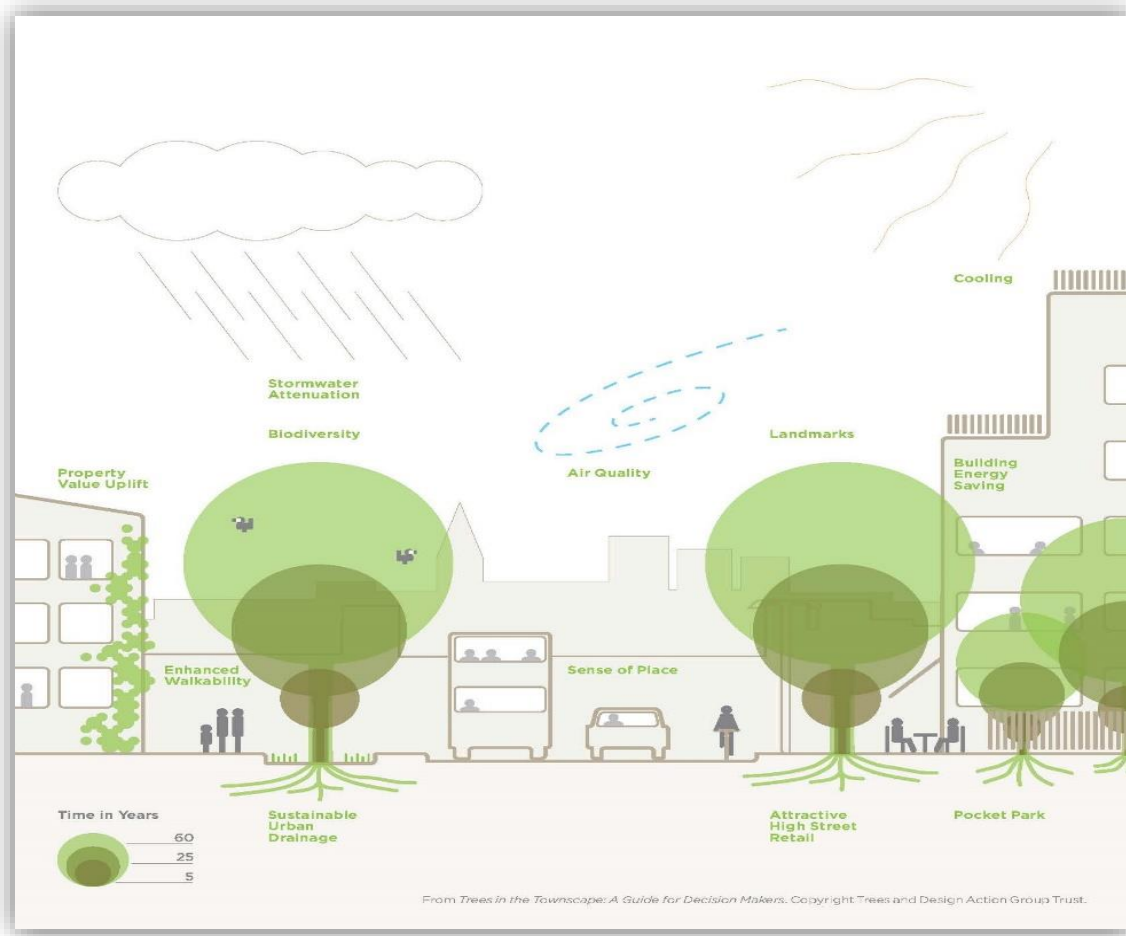 Cooling
Stormwater
Attenuation
Biodiversity
Landmarks
Property
Value Uplift
Air Quality
Building
Energy
Saving
Enhanced
Walkability
Sense of Place
Time in Years
60
25
5
Sustainable
Urban
Drainage
Attractive
High Street
Retail
Pocket Park
From Trees in the Townscape: A Guide for Decision Makers. Copyright Trees and Design Action Group Trust.